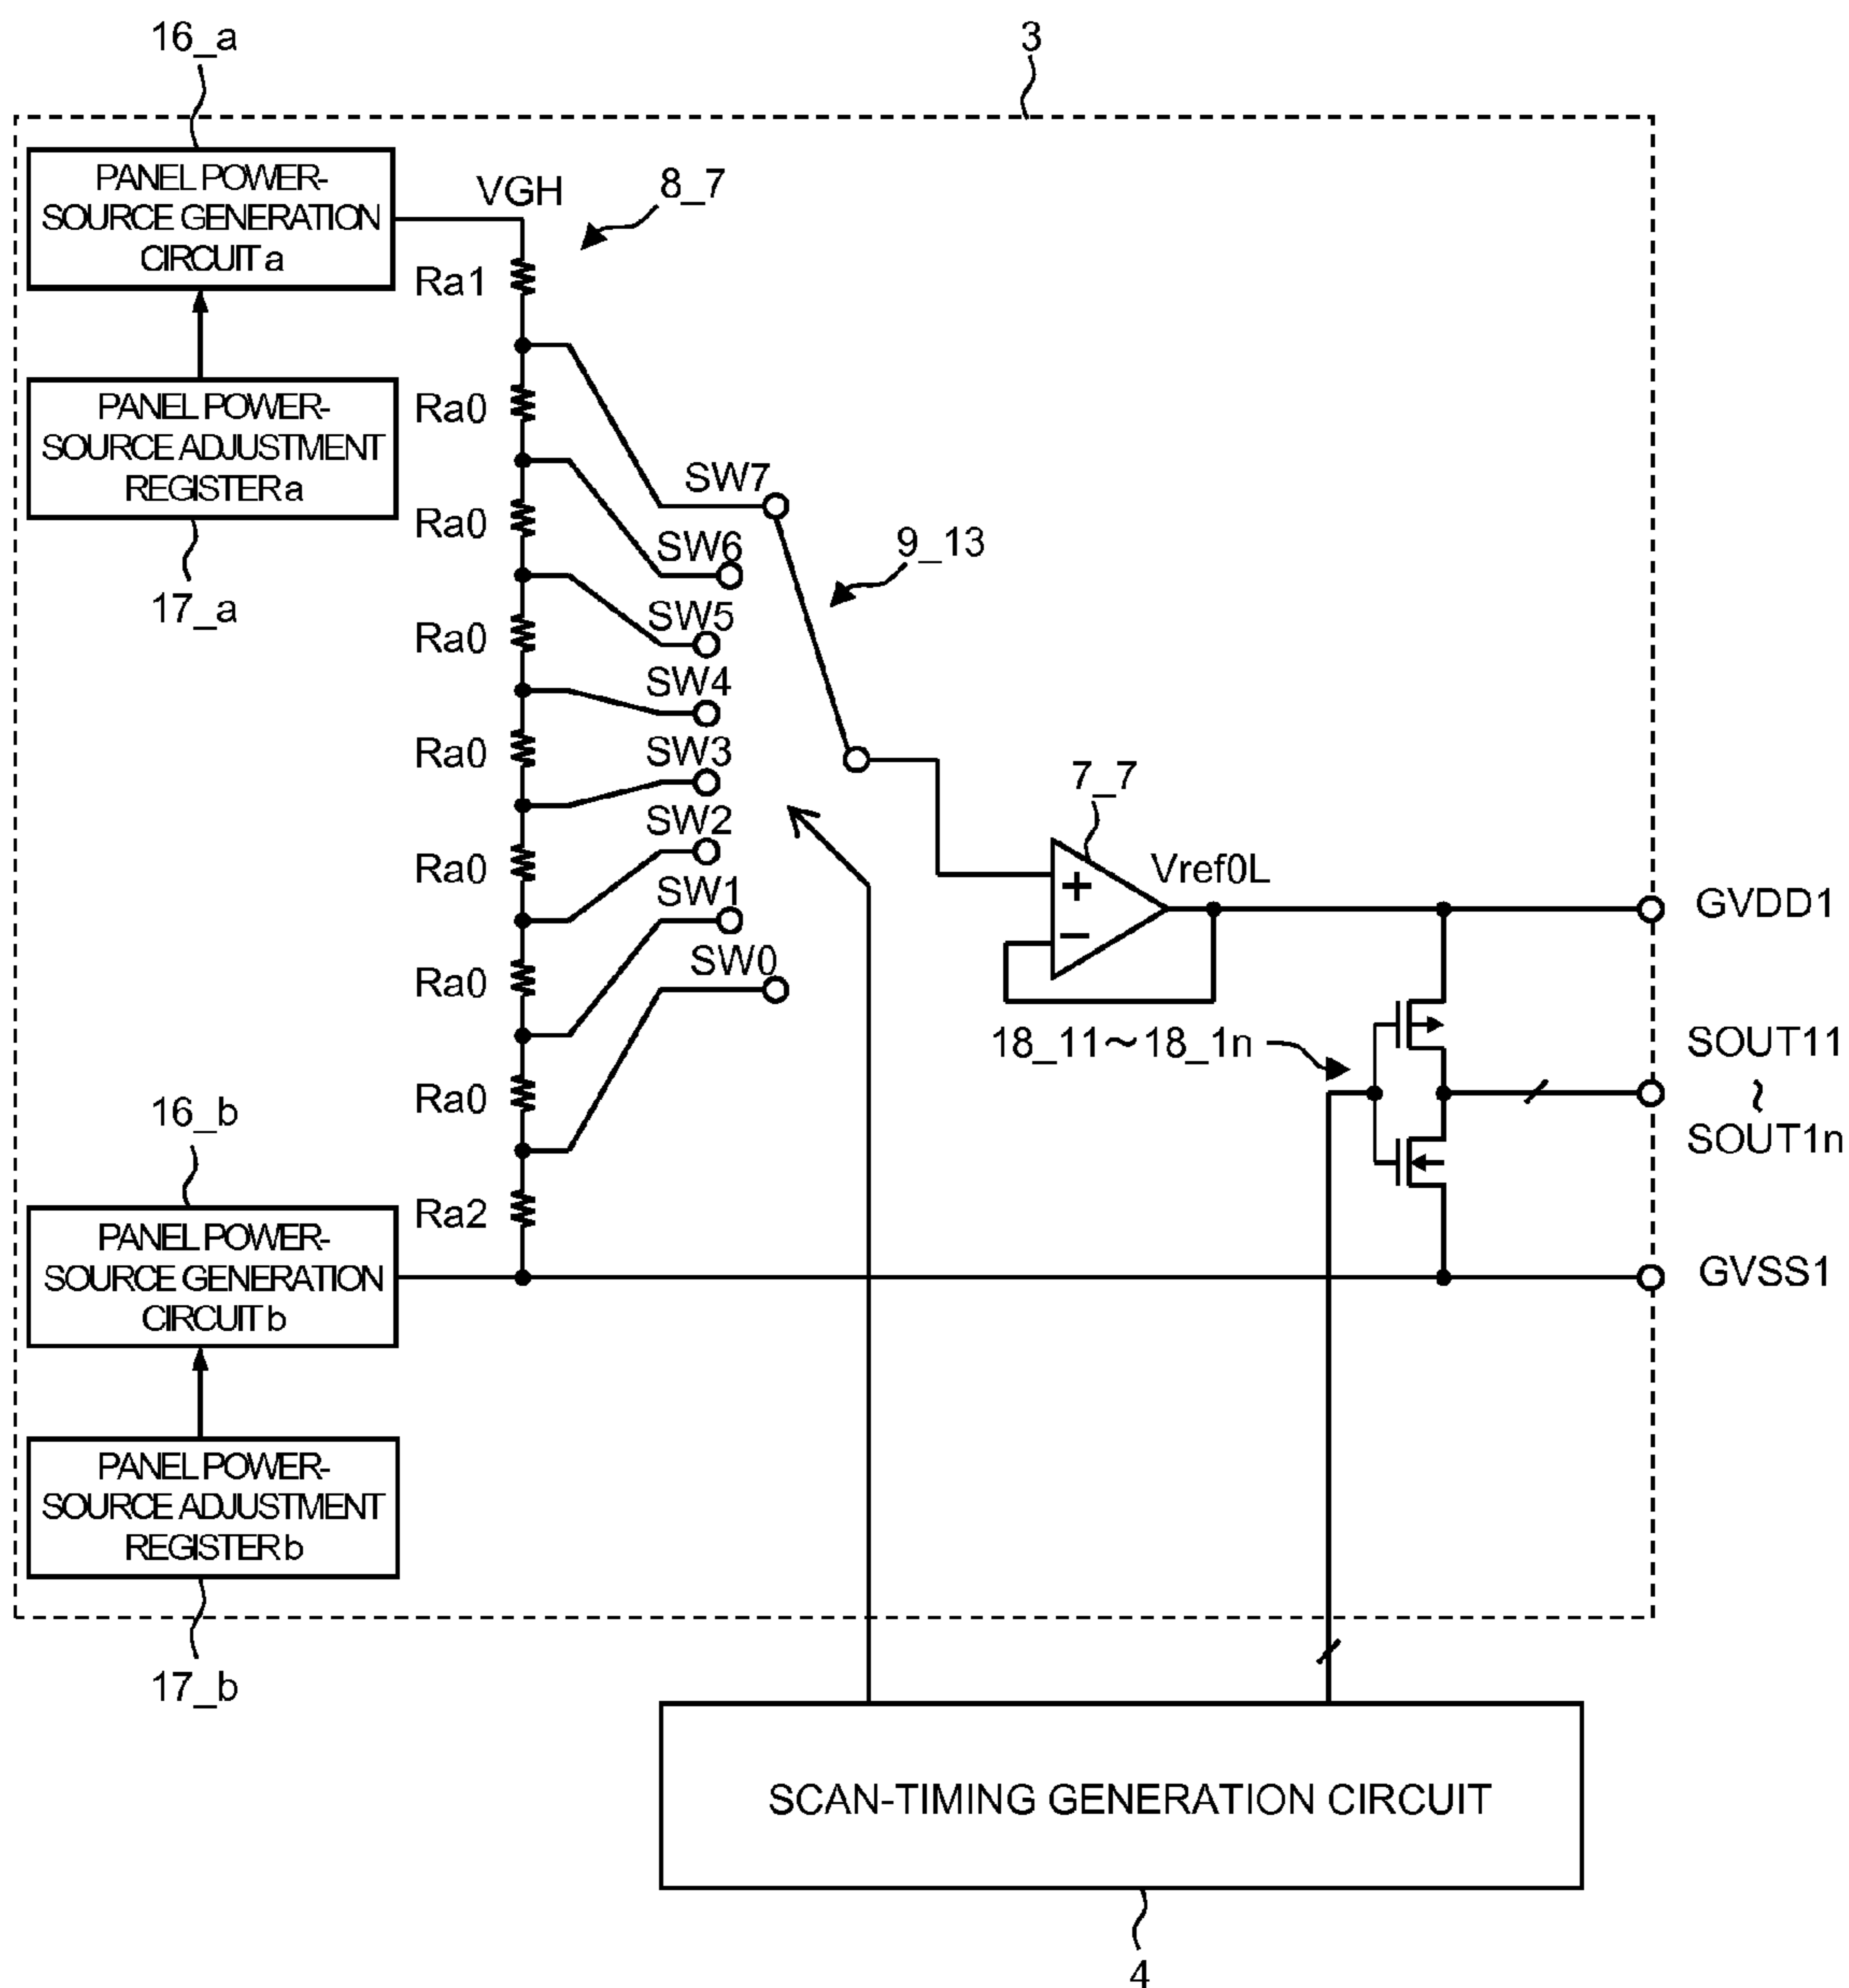 16_a
3
PANEL POWER-
SOURCE GENERATION
CIRCUIT a
VGH
8_7
Ra1
PANEL POWER-
SOURCE ADJUSTMENT
REGISTER a
17_a
Ra0
Ra0
Ra0
Ra0
Ra0
Ra0
Ra0
Ra2
SW7
SW6
SW5
SW4
SW3
SW2
SW1
SW0
9_13
7_7
+
−
Vref0L
GVDD1
18_11~18_1n
SOUT11
~
SOUT1n
GVSS1
16_b
PANEL POWER-
SOURCE GENERATION
CIRCUIT b
PANEL POWER-
SOURCE ADJUSTMENT
REGISTER b
17_b
SCAN-TIMING GENERATION CIRCUIT
4